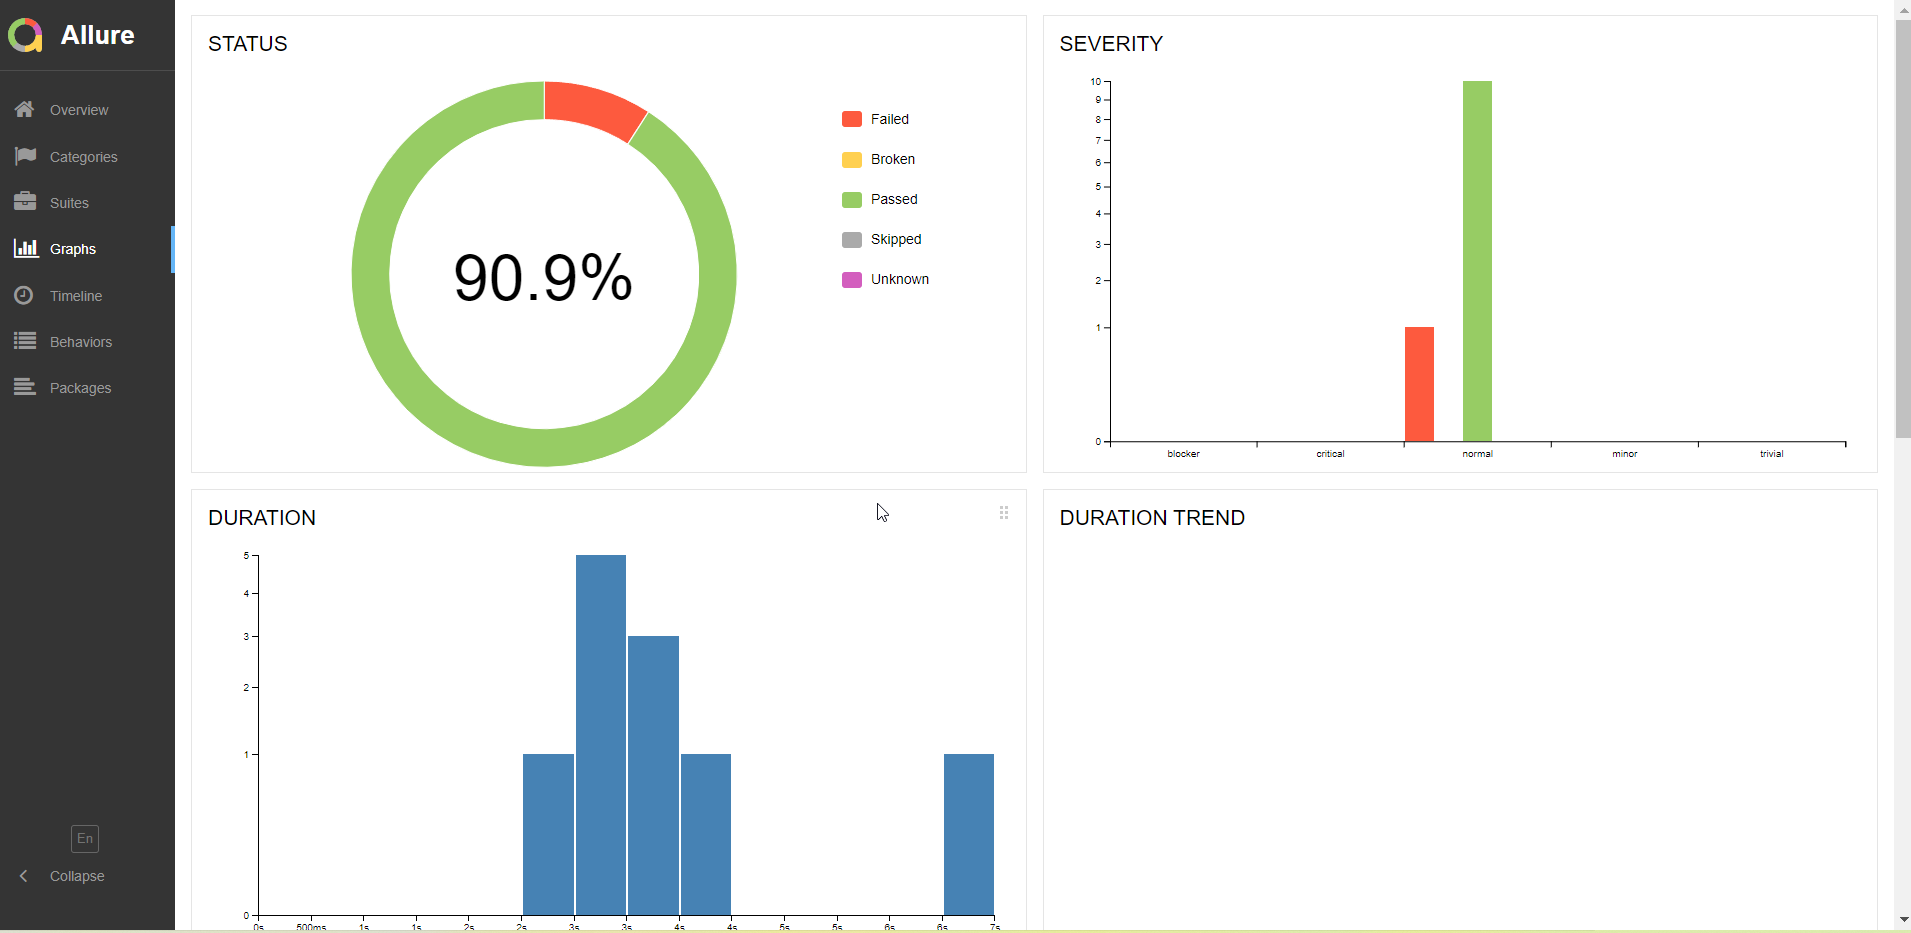 Allure
Overview
Categories
Suites
Graphs
Timeline
Behaviors
Packages
En
Collapse
STATUS
90.9%
Failed
Broken
Passed
Skipped
Unknown
SEVERITY
10
9
8
7
6
5
4
3
2
1
0
blocker critical normal minor trivial
DURATION
5
4
3
2
1
0
0s 500ms 1s 1s 2s 2s 3s 3s 4s 4s 5s 5s 6s 6s 7s
DURATION TREND